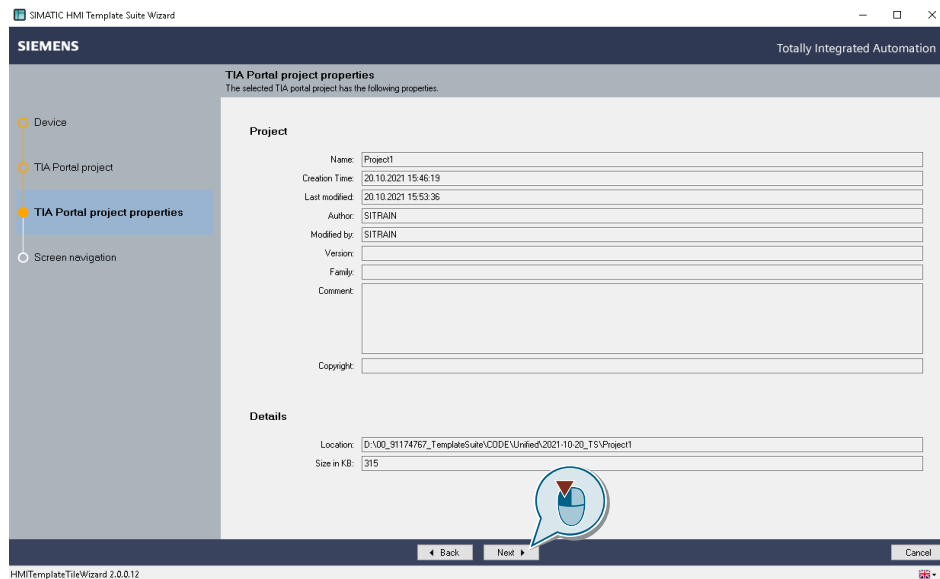 SIMATIC HMI Template Suite Wizard
SIEMENS
Totally Integrated Automation
TIA Portal project properties
The selected TIA portal project has the following properties.
Device
TIA Portal project
TIA Portal project properties
Screen navigation
Project
Name: Project1
Creation Time: 20.10.2021 15:46:19
Last modified: 20.10.2021 15:53:36
Author: SITRAIN
Modified by: SITRAIN
Version:
Family:
Comment:
Copyright:
Details
Location: D:\00_91174767_TemplateSuite\CODE\Unified\2021-10-20_TS\Project1
Size in KB: 315
Back
Next
Cancel
HMITemplateTileWizard 2.0.0.12